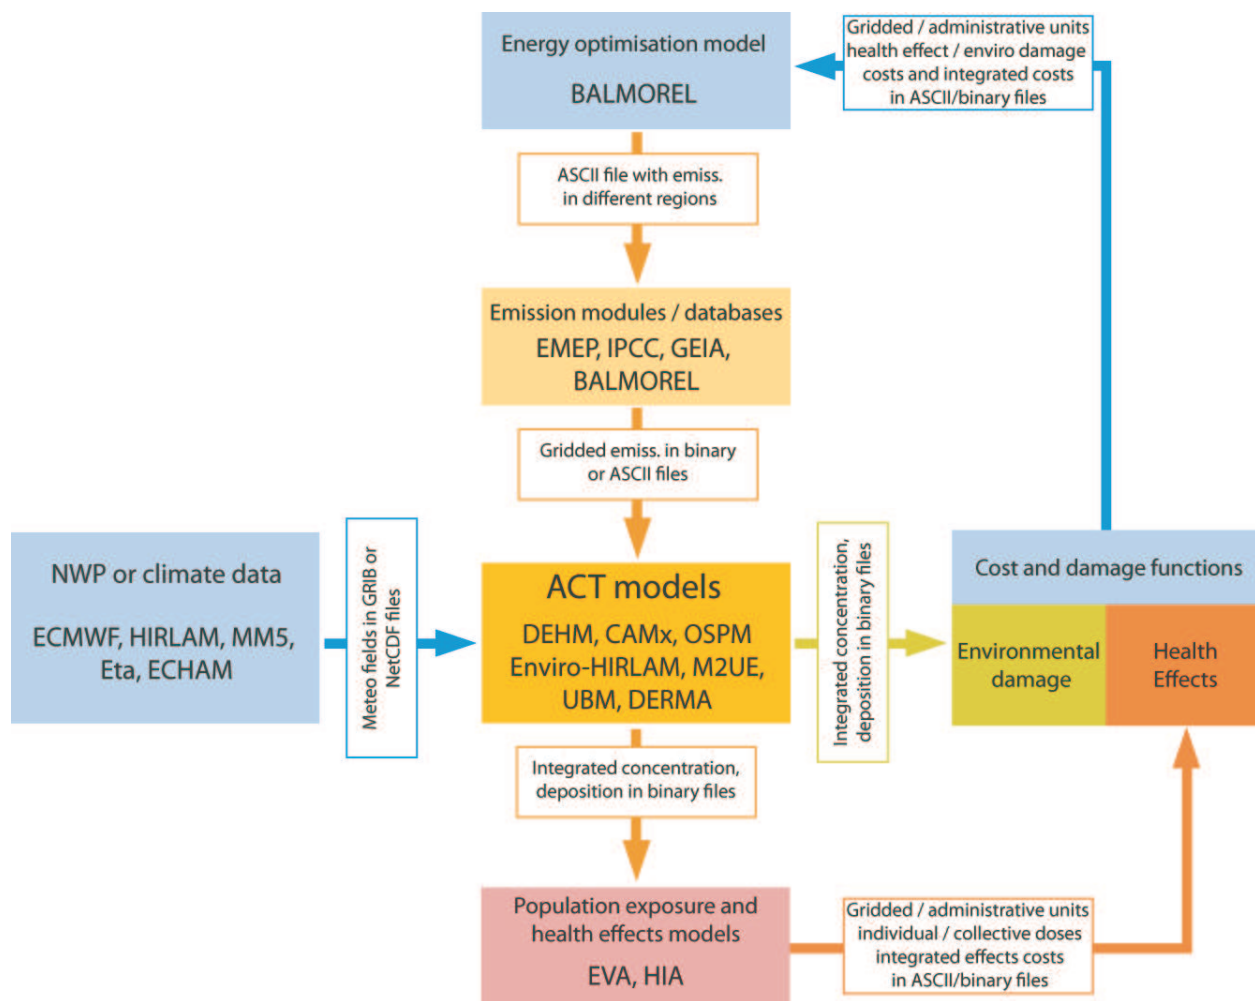 Energy optimisation model
BALMOREL
Gridded / administrative units
health effect / enviro damage
costs and integrated costs
in ASCII/binary files
ASCII file with emiss.
in different regions
Emission modules / databases
EMEP, IPCC, GEIA,
BALMOREL
Gridded emiss. in binary
or ASCII files
NWP or climate data
ECMWF, HIRLAM, MM5,
Eta, ECHAM
Meteo fields in GRIB or
NetCDF files
ACT models
DEHM, CAMx, OSPM
Enviro-HIRLAM, M2UE,
UBM, DERMA
Integrated concentration,
deposition in binary files
Cost and damage functions
Environmental
damage
Health
Effects
Integrated concentration,
deposition in binary files
Population exposure and
health effects models
EVA, HIA
Gridded / administrative units
individual / collective doses
integrated effects costs
in ASCII/binary files